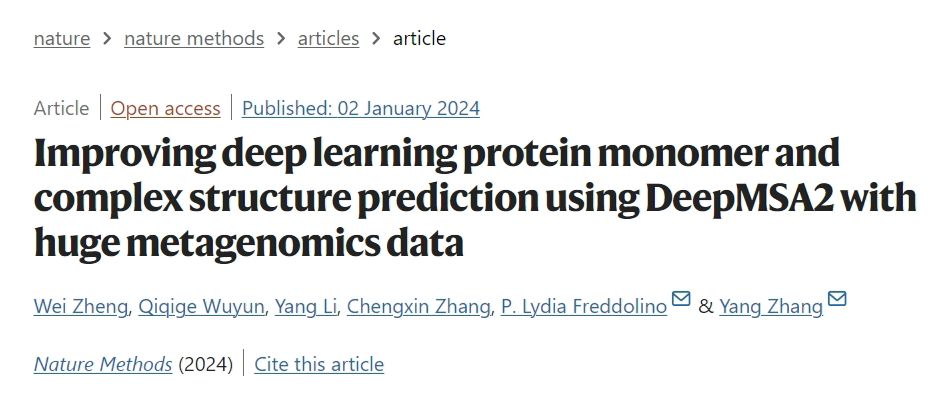 nature > nature methods > articles > article
Article | Open access | Published: 02 January 2024
Improving deep learning protein monomer and
complex structure prediction using DeepMSA2 with
huge metagenomics data
Wei Zheng, Qiqige Wuyun, Yang Li, Chengxin Zhang, P. Lydia Freddolino & Yang Zhang
Nature Methods (2024) | Cite this article